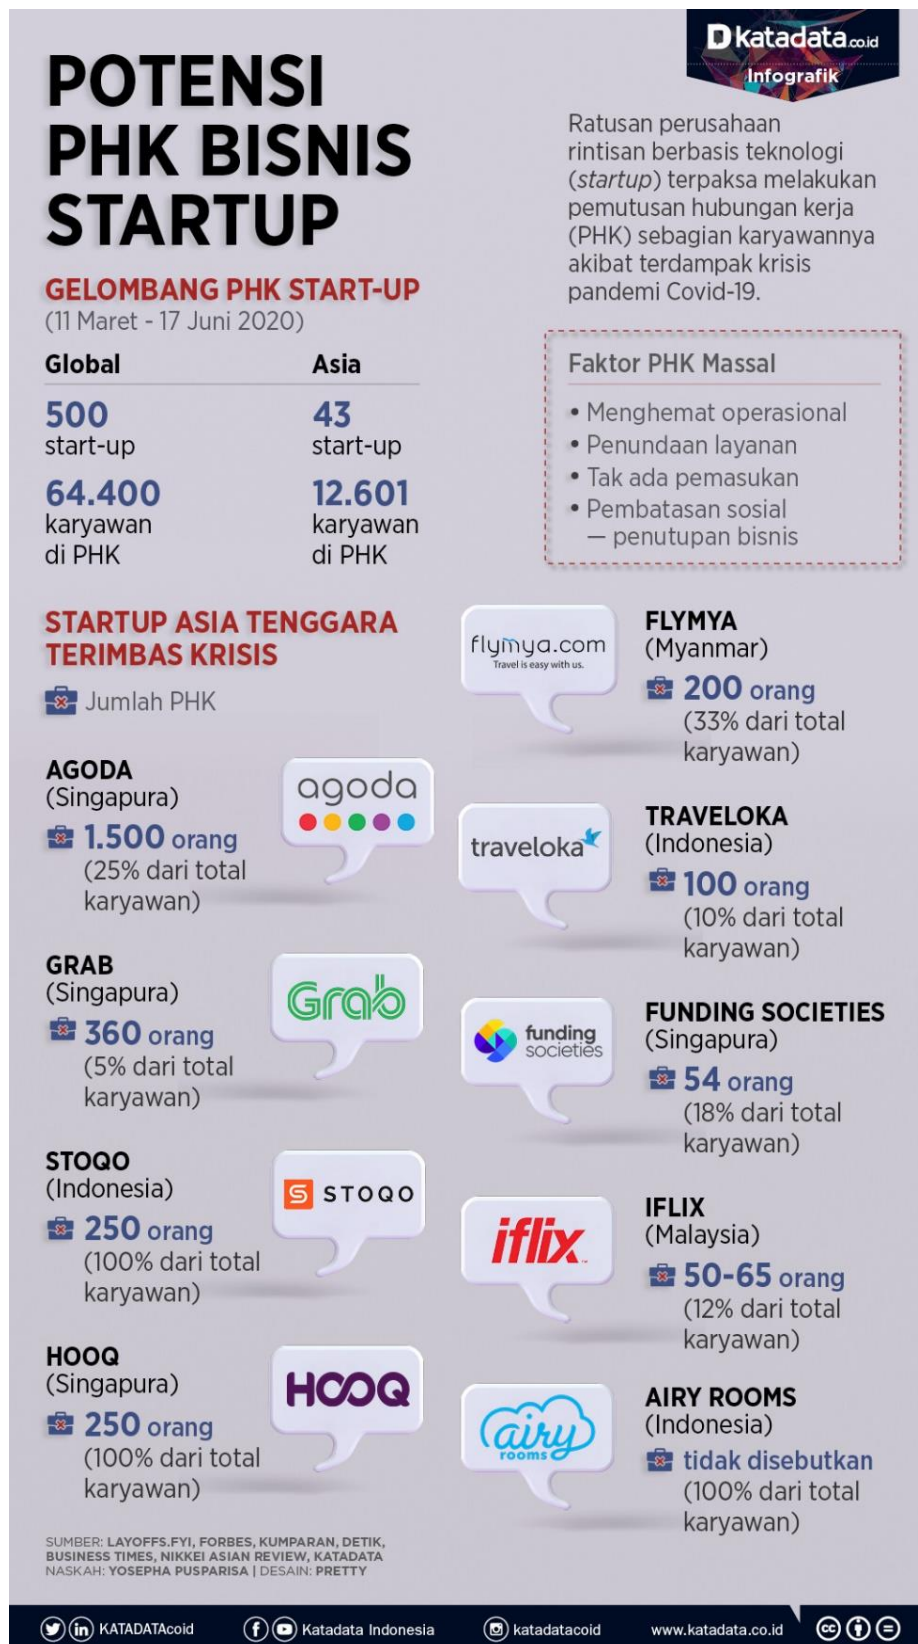 Dkatadata.co.id
Infografik
POTENSI
PHK BISNIS
STARTUP
Ratusan perusahaan
rintisan berbasis teknologi
(startup) terpaksa melakukan
pemutusan hubungan kerja
(PHK) sebagian karyawannya
akibat terdampak krisis
pandemi Covid-19.
GELOMBANG PHK START-UP
(11 Maret - 17 Juni 2020)
Global
500
start-up
64.400
karyawan
di PHK
Asia
43
start-up
12.601
karyawan
di PHK
Faktor PHK Massal
• Menghemat operasional
• Penundaan layanan
• Tak ada pemasukan
• Pembatasan sosial
— penutupan bisnis
STARTUP ASIA TENGGARA
TERIMBAS KRISIS
Jumlah PHK
AGODA
(Singapura)
1.500 orang
(25% dari total
karyawan)
agoda
GRAB
(Singapura)
360 orang
(5% dari total
karyawan)
Grab
STOQO
(Indonesia)
250 orang
(100% dari total
karyawan)
S STOQO
HOOQ
(Singapura)
250 orang
(100% dari total
karyawan)
HOOQ
flymya.com
Travel is easy with us.
FLYMYA
(Myanmar)
200 orang
(33% dari total
karyawan)
traveloka
TRAVELOKA
(Indonesia)
100 orang
(10% dari total
karyawan)
funding
societies
FUNDING SOCIETIES
(Singapura)
54 orang
(18% dari total
karyawan)
iflix
IFLIX
(Malaysia)
50-65 orang
(12% dari total
karyawan)
airy
rooms
AIRY ROOMS
(Indonesia)
tidak disebutkan
(100% dari total
karyawan)
SUMBER: LAYOFFS.FYI, FORBES, KUMPARAN, DETIK,
BUSINESS TIMES, NIKKEI ASIAN REVIEW, KATADATA
NASKAH: YOSEPHA PUSPARISA | DESAIN: PRETTY
in KATADATAcoid
f Katadata Indonesia
katadatacoid
www.katadata.co.id
cc